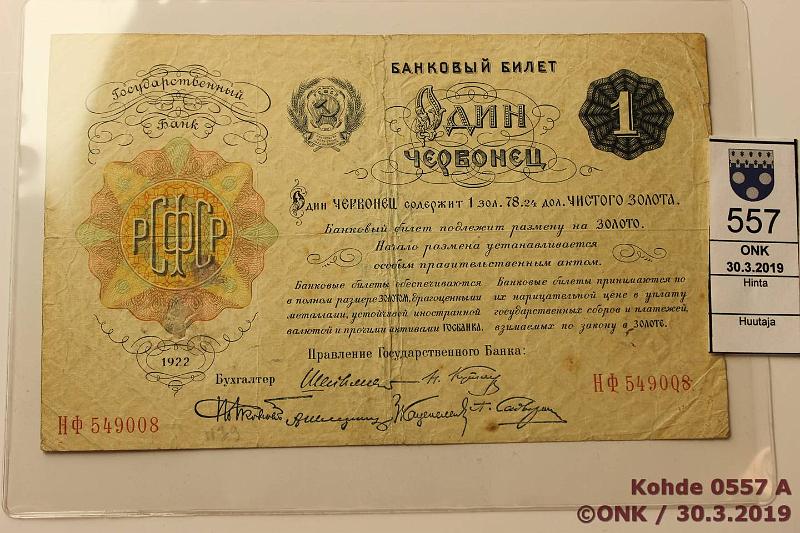 Государственный
Банк
БАНКОВЫЙ БИЛЕТ
ОДИН
ЧЕРВОНЕЦ
1
Один ЧЕРВОНЕЦ содержит 1 зол. 78.24 дол. ЧИСТОГО ЗОЛОТА.
Банковый билет подлежит размену на ЗОЛОТО.
Начало размена устанавливается
особым правительственным актом.
Банковые билеты обеспечиваются
в полном размере ЗОЛОТОМ, драгоценными
металлами, устойчивой иностранной
валютой и прочими активами ГОСБАНКА.
Банковые билеты принимаются по
их нарицательной цене в уплату
государственных сборов и платежей,
взимаемых по закону в ЗОЛОТЕ.
РСФСР
1922
Правление Государственного Банка:
Бухгалтер
НФ 549008
НФ 549008
557
ONK
30.3.2019
Hinta
Huutaja
Kohde 0557 A
©ONK / 30.3.2019